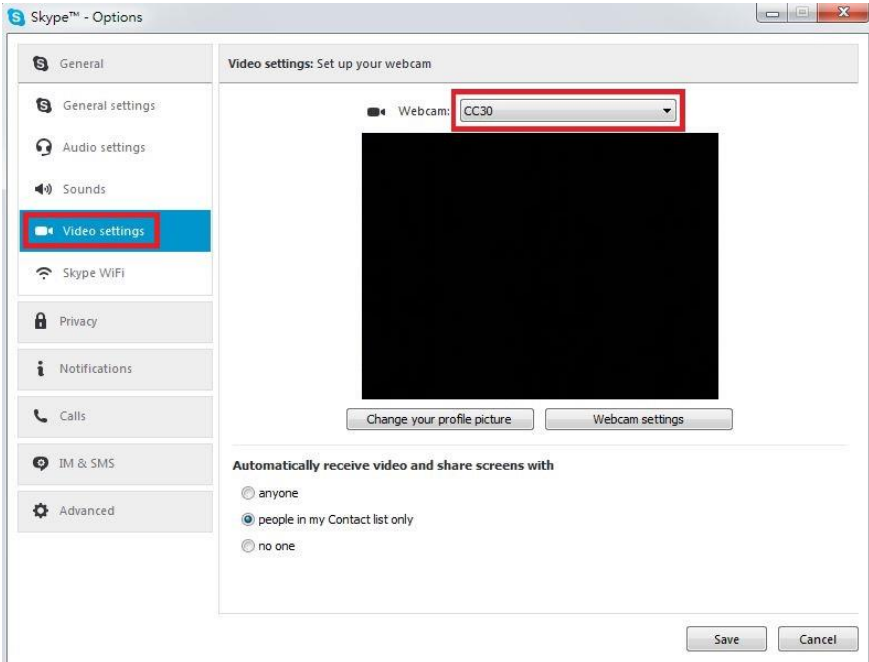 Skype™ - Options
General
General settings
Audio settings
Sounds
Video settings
Skype WiFi
Privacy
Notifications
Calls
IM & SMS
Advanced
Video settings: Set up your webcam
Webcam: CC30
Change your profile picture Webcam settings
Automatically receive video and share screens with
anyone
people in my Contact list only
no one
Save Cancel